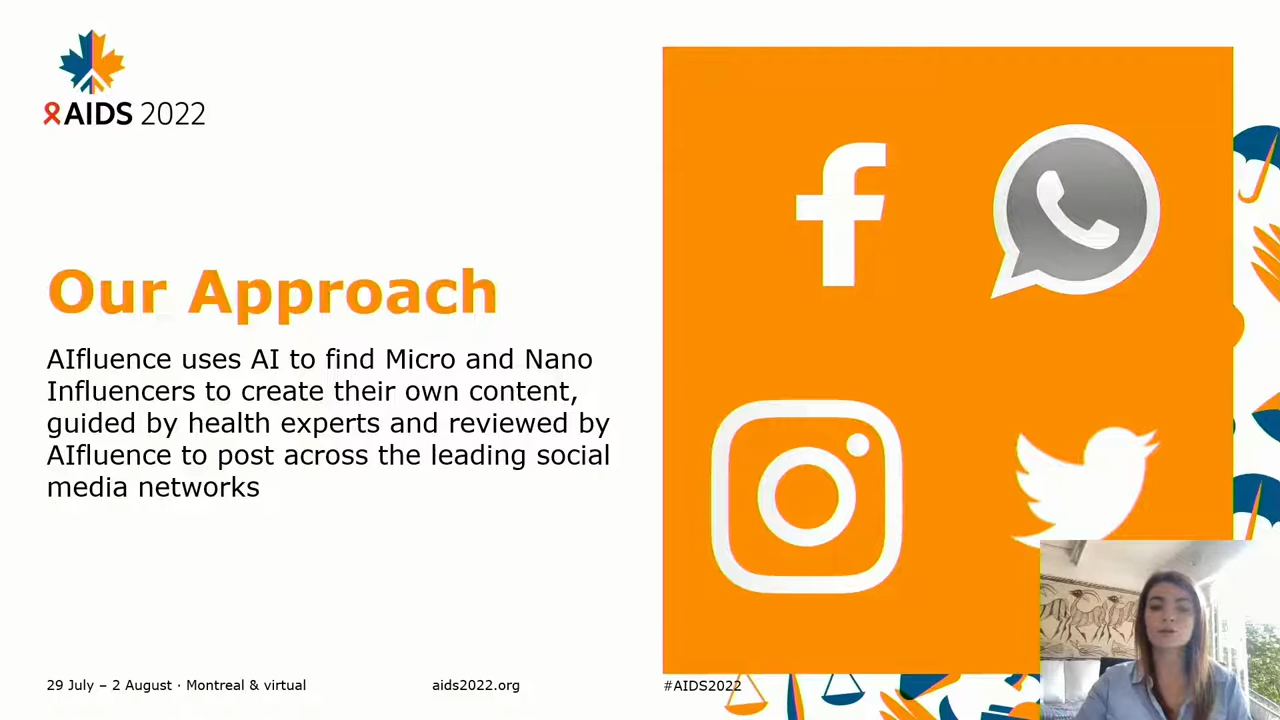 AIDS 2022
Our Approach
AIfluence uses AI to find Micro and Nano
Influencers to create their own content,
guided by health experts and reviewed by
AIfluence to post across the leading social
media networks
29 July – 2 August · Montreal & virtual
aids2022.org
#AIDS2022